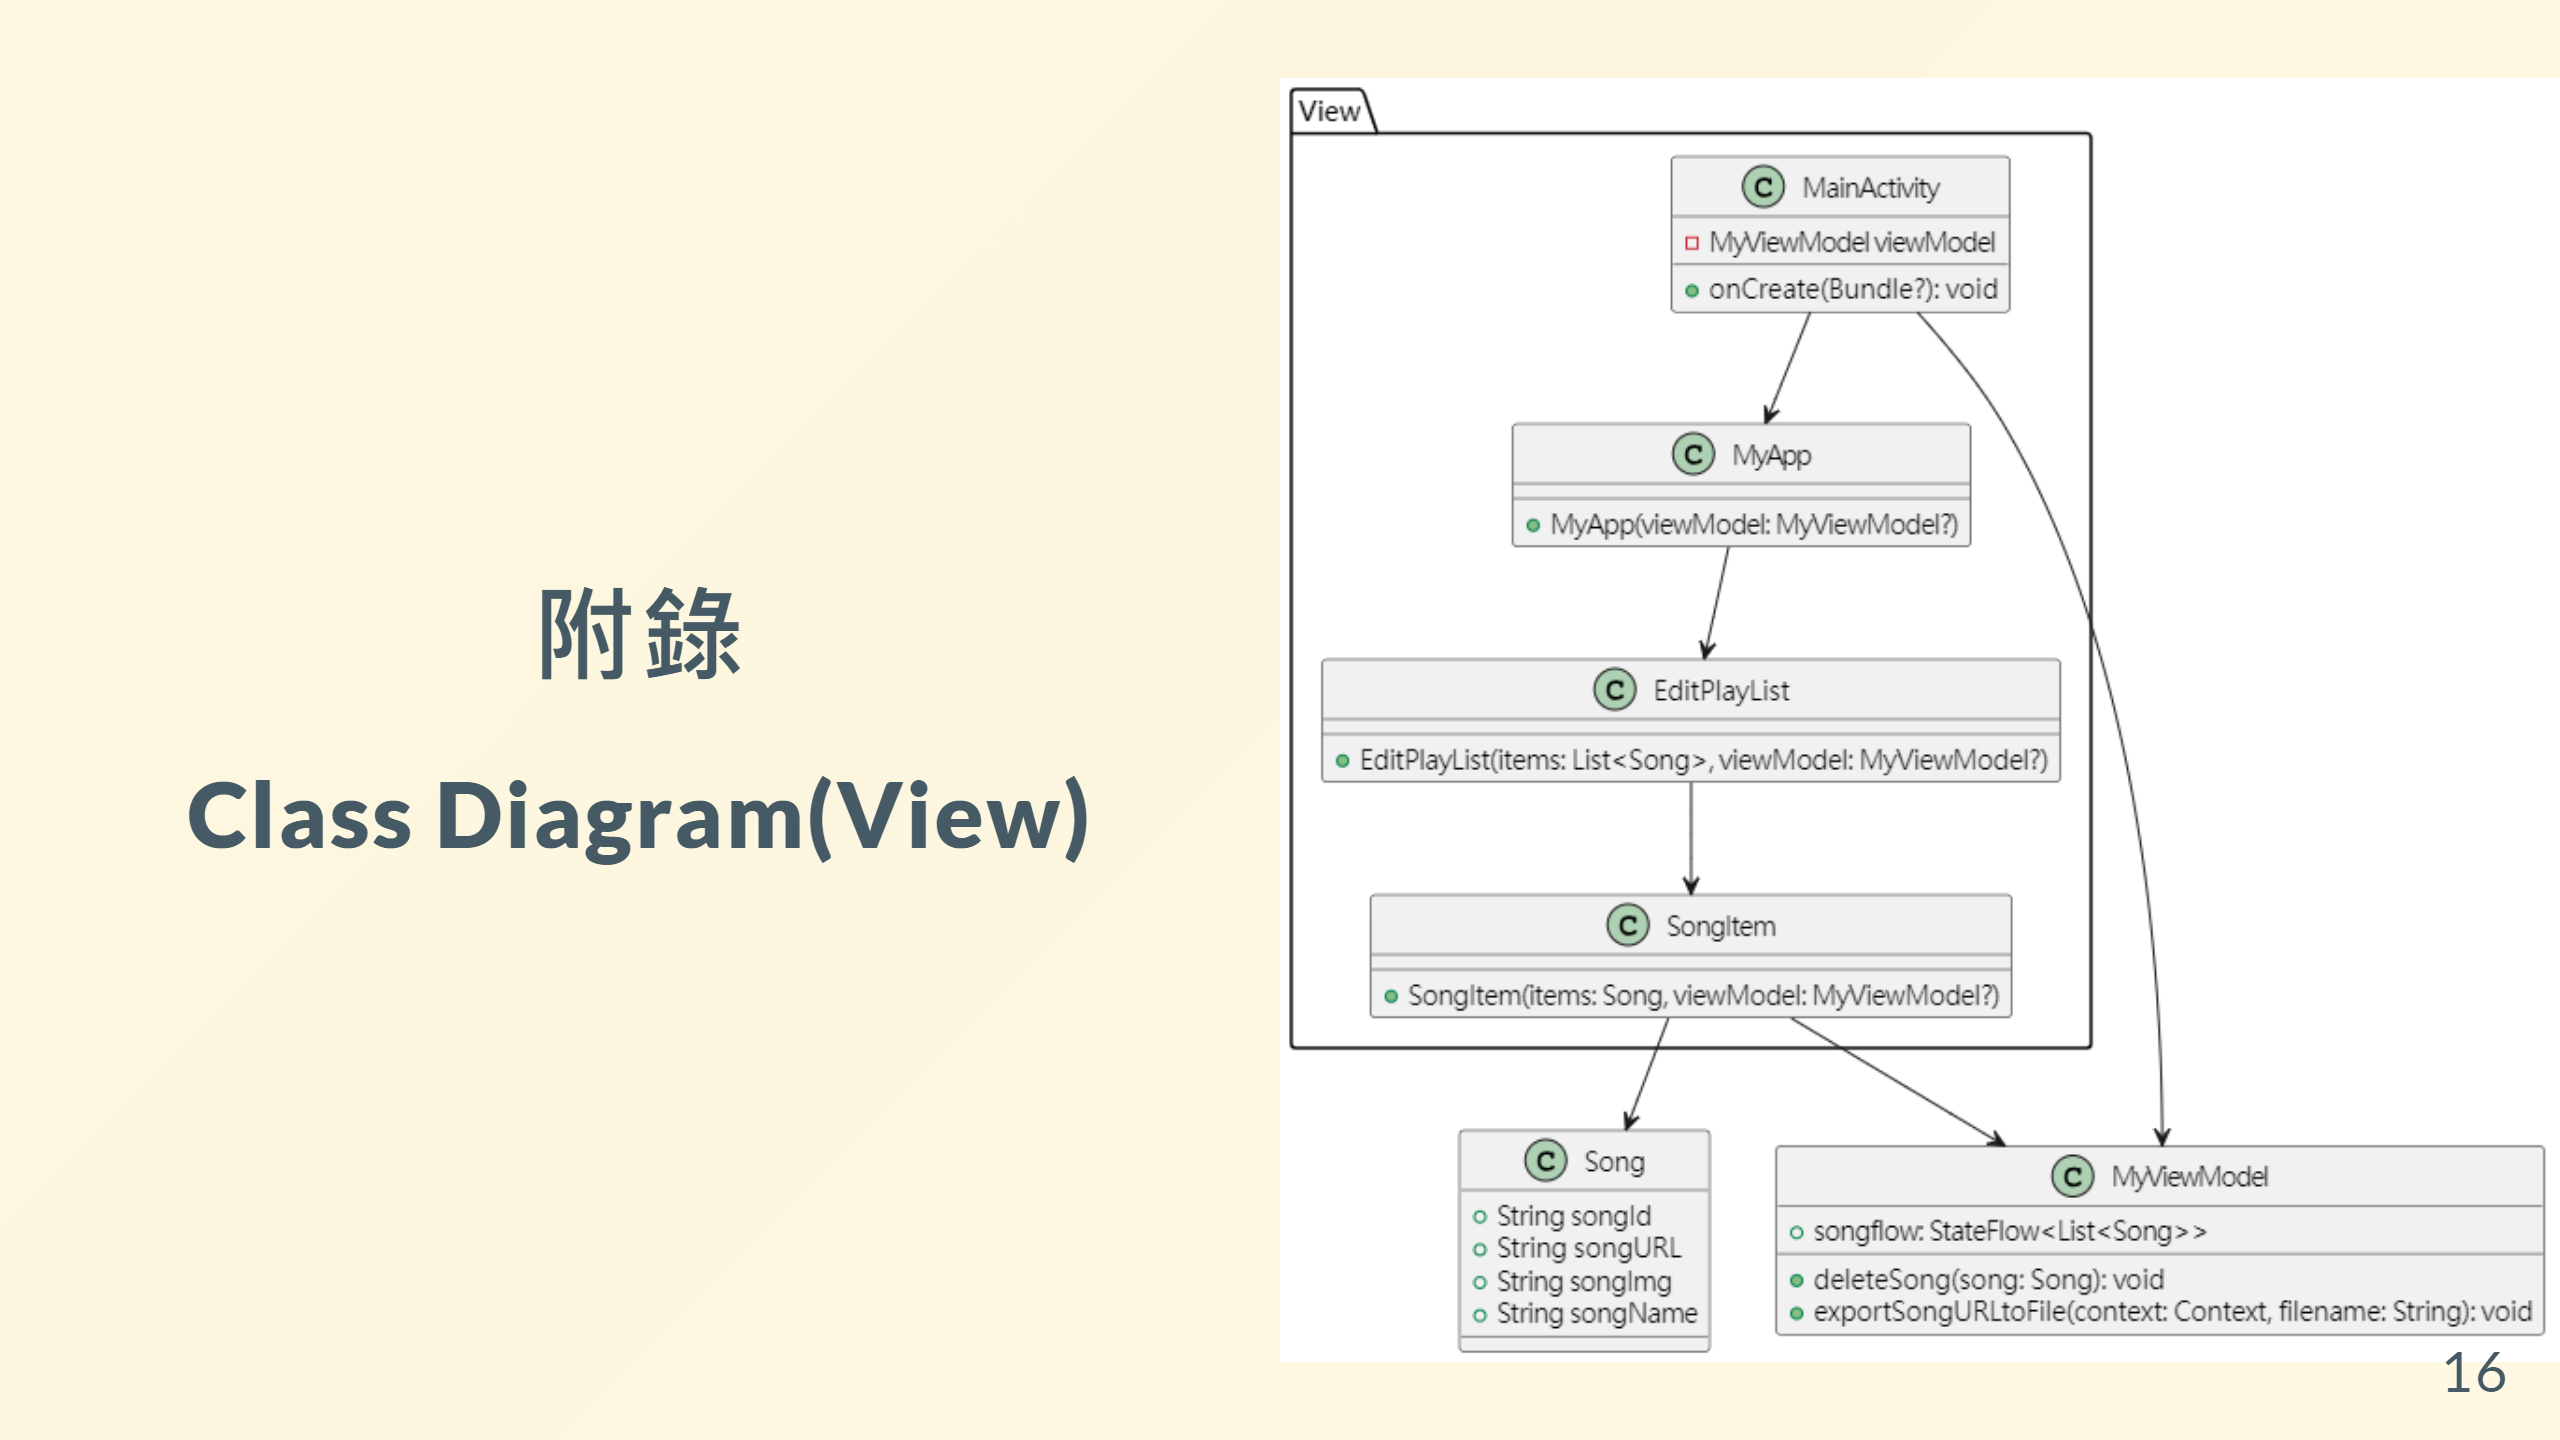 附錄
Class Diagram(View)
View
C MainActivity
MyViewModel viewModel
onCreate(Bundle?): void
C MyApp
MyApp(viewModel: MyViewModel?)
C EditPlayList
EditPlayList(items: List<Song>, viewModel: MyViewModel?)
C SongItem
SongItem(items: Song, viewModel: MyViewModel?)
C Song
String songId
String songURL
String songImg
String songName
C MyViewModel
songflow: StateFlow<List<Song>>
deleteSong(song: Song): void
exportSongURLtoFile(context: Context, filename: String): void
16